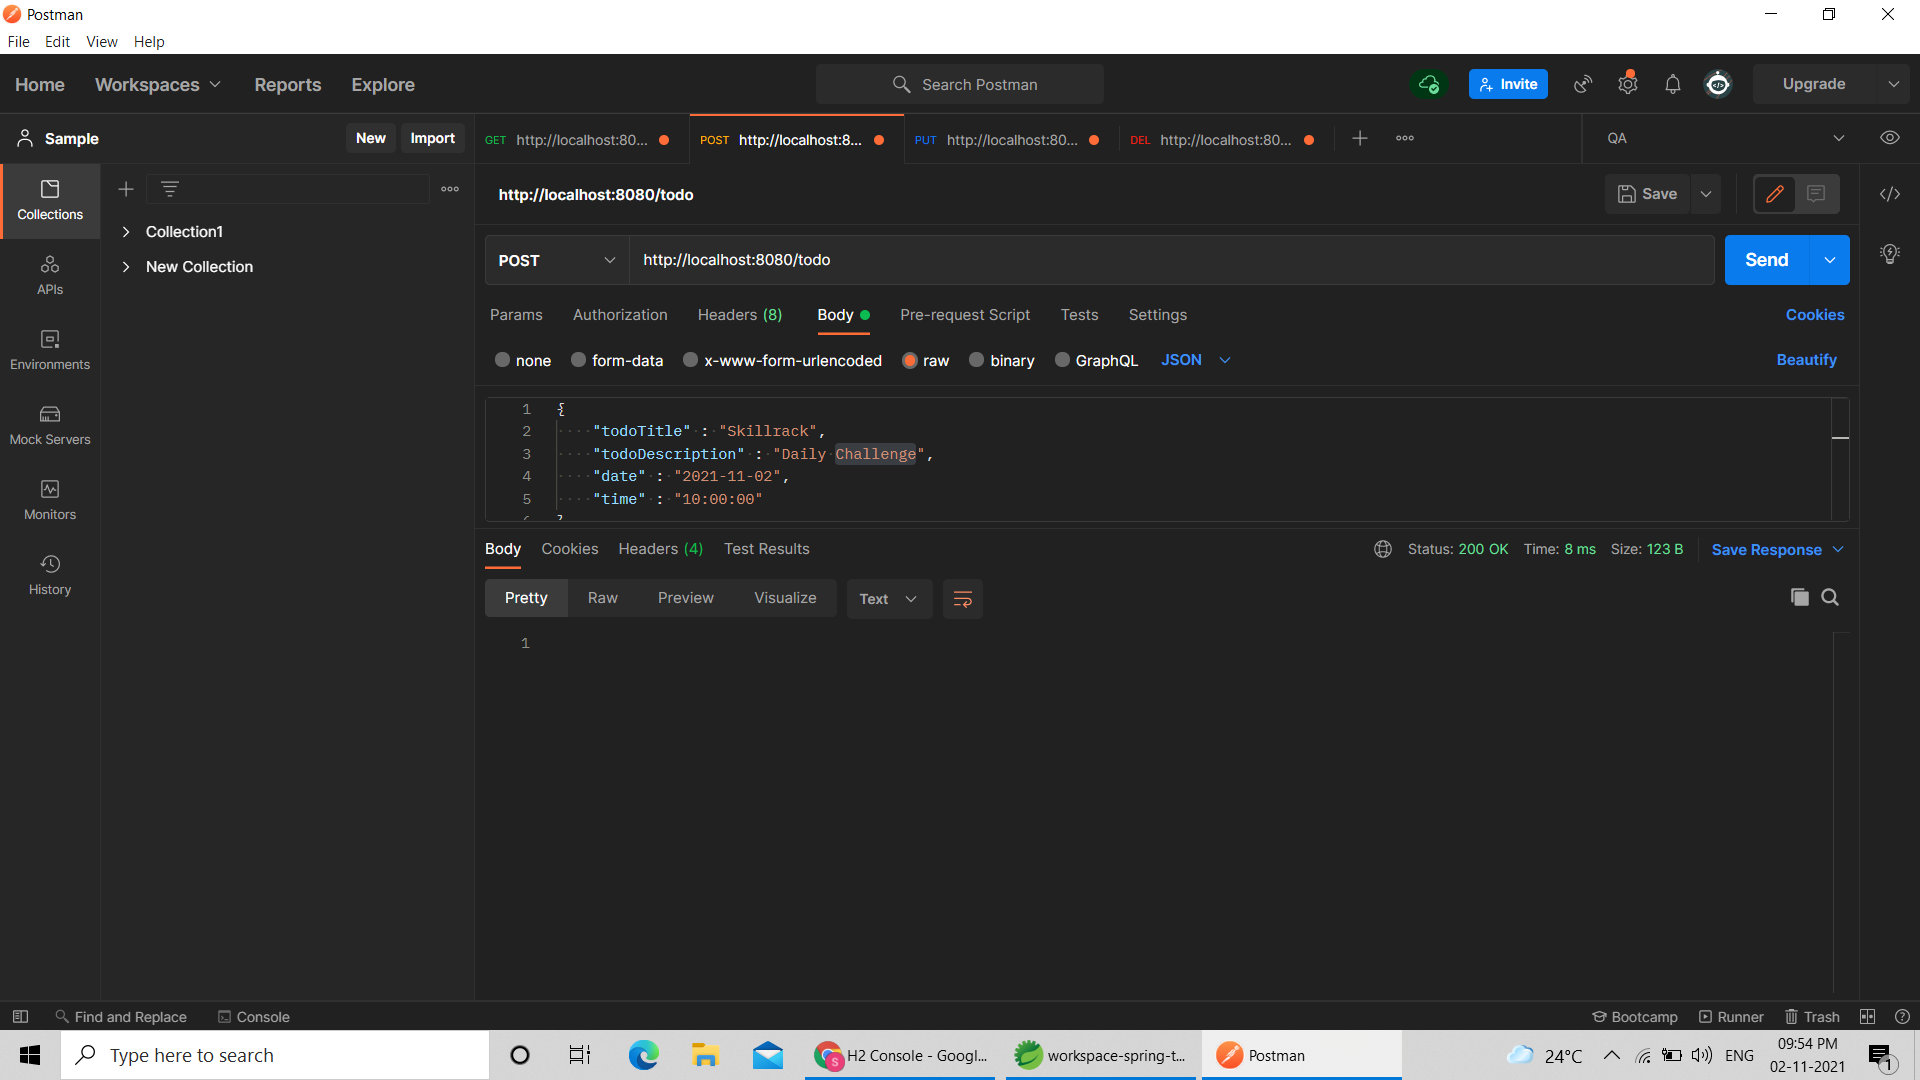 Postman
File Edit View Help
Home Workspaces Reports Explore Search Postman Invite Upgrade
Sample New Import GET http://localhost:80... POST http://localhost:8... PUT http://localhost:80... DEL http://localhost:80... QA
http://localhost:8080/todo Save
Collections
Collection1
New Collection
APIs
Environments
Mock Servers
Monitors
History
POST http://localhost:8080/todo Send
Params Authorization Headers (8) Body Pre-request Script Tests Settings Cookies
none form-data x-www-form-urlencoded raw binary GraphQL JSON Beautify
1 {
2 "todoTitle" : "Skillrack",
3 "todoDescription" : "Daily Challenge",
4 "date" : "2021-11-02",
5 "time" : "10:00:00"
Body Cookies Headers (4) Test Results Status: 200 OK Time: 8 ms Size: 123 B Save Response
Pretty Raw Preview Visualize Text
1
Find and Replace Console Bootcamp Runner Trash
Type here to search H2 Console - Googl... workspace-spring-t... Postman 24°C ENG 09:54 PM
02-11-2021 1